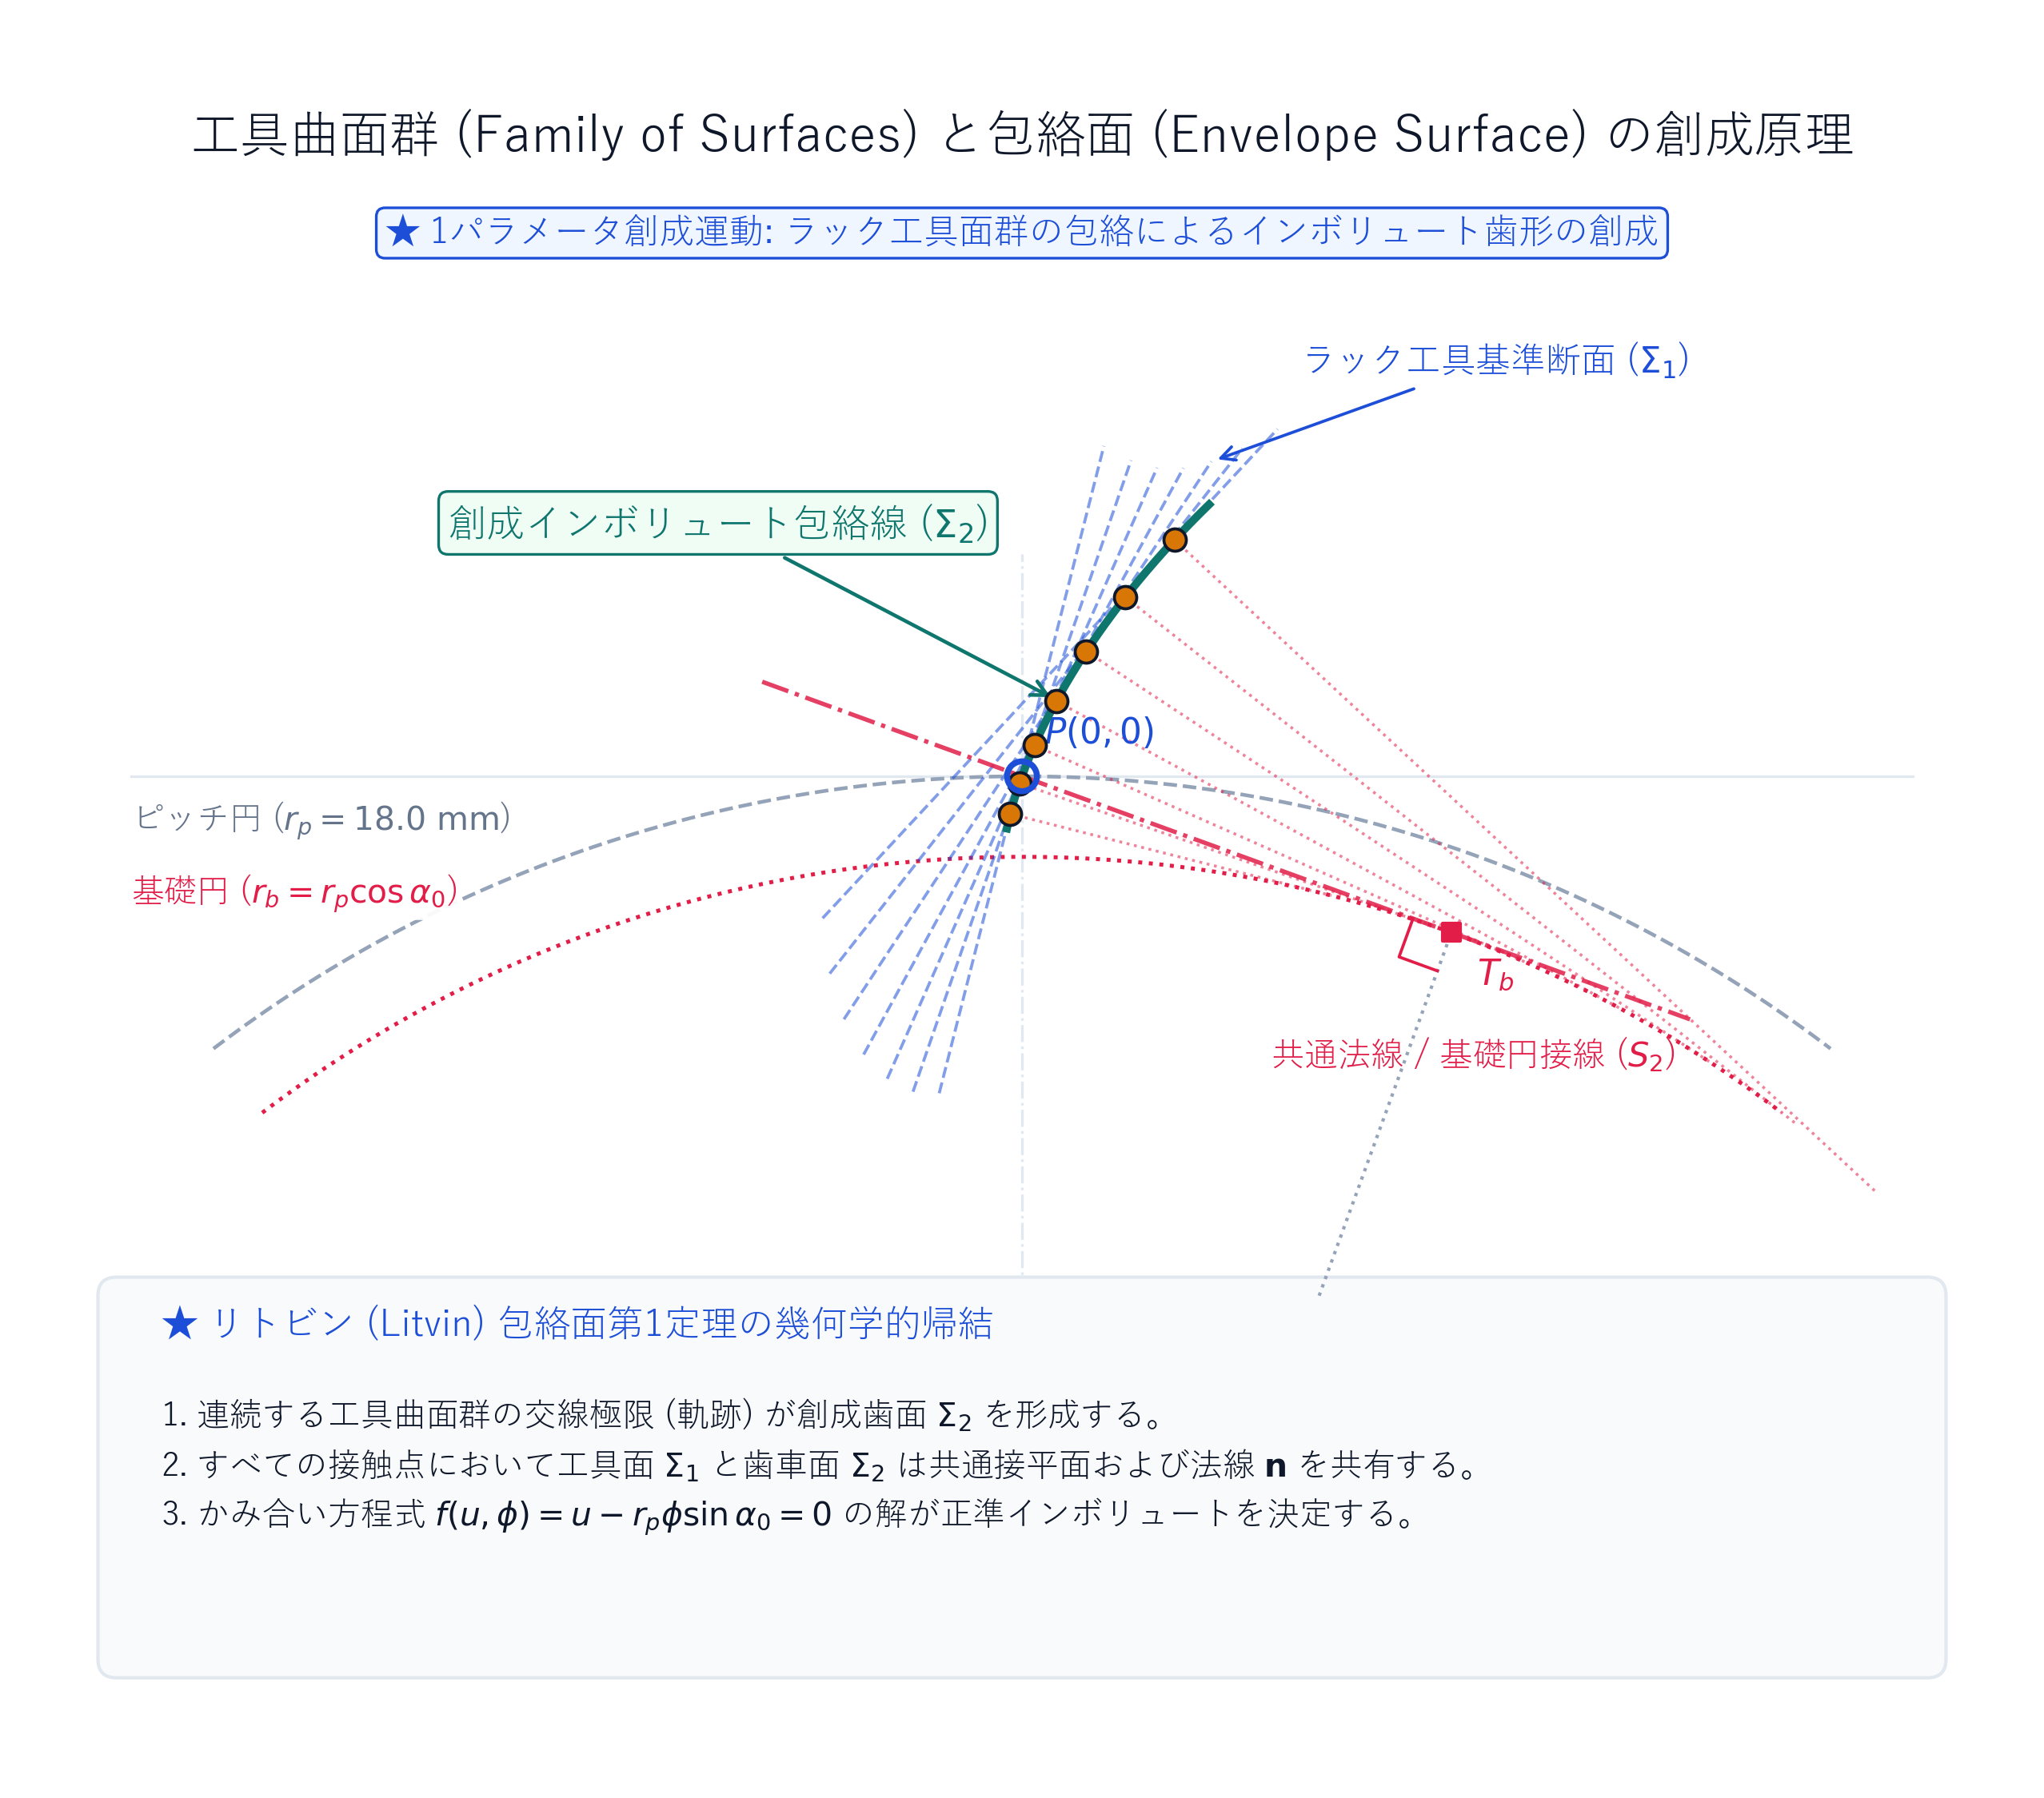 工具曲面群 (Family of Surfaces) と包絡面 (Envelope Surface) の創成原理
★ 1パラメータ創成運動: ラック工具面群の包絡によるインボリュート歯形の創成
ラック工具基準断面 (Σ₁)
創成インボリュート包絡線 (Σ₂)
P(0, 0)
ピッチ円 (r_p = 18.0 mm)
基礎円 (r_b = r_p cos α₀)
T_b
共通法線 / 基礎円接線 (S₂)
★ リトビン (Litvin) 包絡面第1定理の幾何学的帰結
1. 連続する工具曲面群の交線極限 (軌跡) が創成歯面 Σ₂ を形成する。
2. すべての接触点において工具面 Σ₁ と歯車面 Σ₂ は共通接平面および法線 n を共有する。
3. かみ合い方程式 f(u, ϕ) = u − r_pϕ sin α₀ = 0 の解が正準インボリュートを決定する。